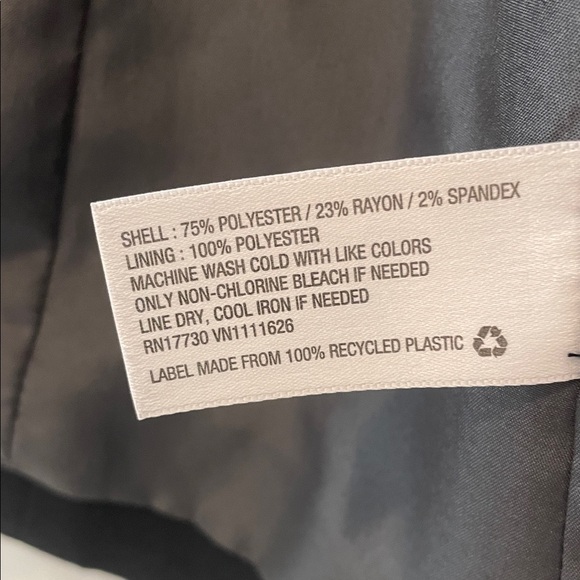 SHELL : 75% POLYESTER / 23% RAYON / 2% SPANDEX
LINING : 100% POLYESTER
MACHINE WASH COLD WITH LIKE COLORS
ONLY NON-CHLORINE BLEACH IF NEEDED
LINE DRY, COOL IRON IF NEEDED
RN17730 VN1111626
LABEL MADE FROM 100% RECYCLED PLASTIC